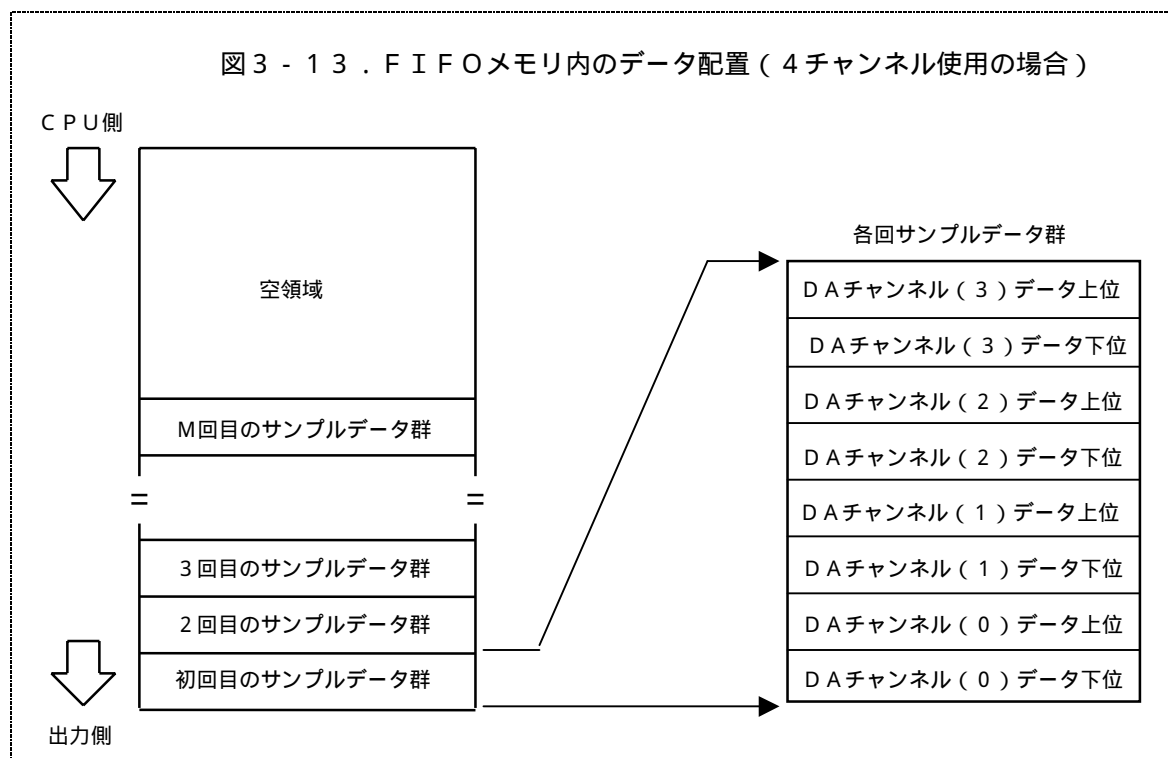 図3-13.FIFOメモリ内のデータ配置(4チャンネル使用の場合)
CPU側
空領域
M回目のサンプルデータ群
=
=
3回目のサンプルデータ群
2回目のサンプルデータ群
初回目のサンプルデータ群
出力側
各回サンプルデータ群
DAチャンネル(3)データ上位
DAチャンネル(3)データ下位
DAチャンネル(2)データ上位
DAチャンネル(2)データ下位
DAチャンネル(1)データ上位
DAチャンネル(1)データ下位
DAチャンネル(0)データ上位
DAチャンネル(0)データ下位